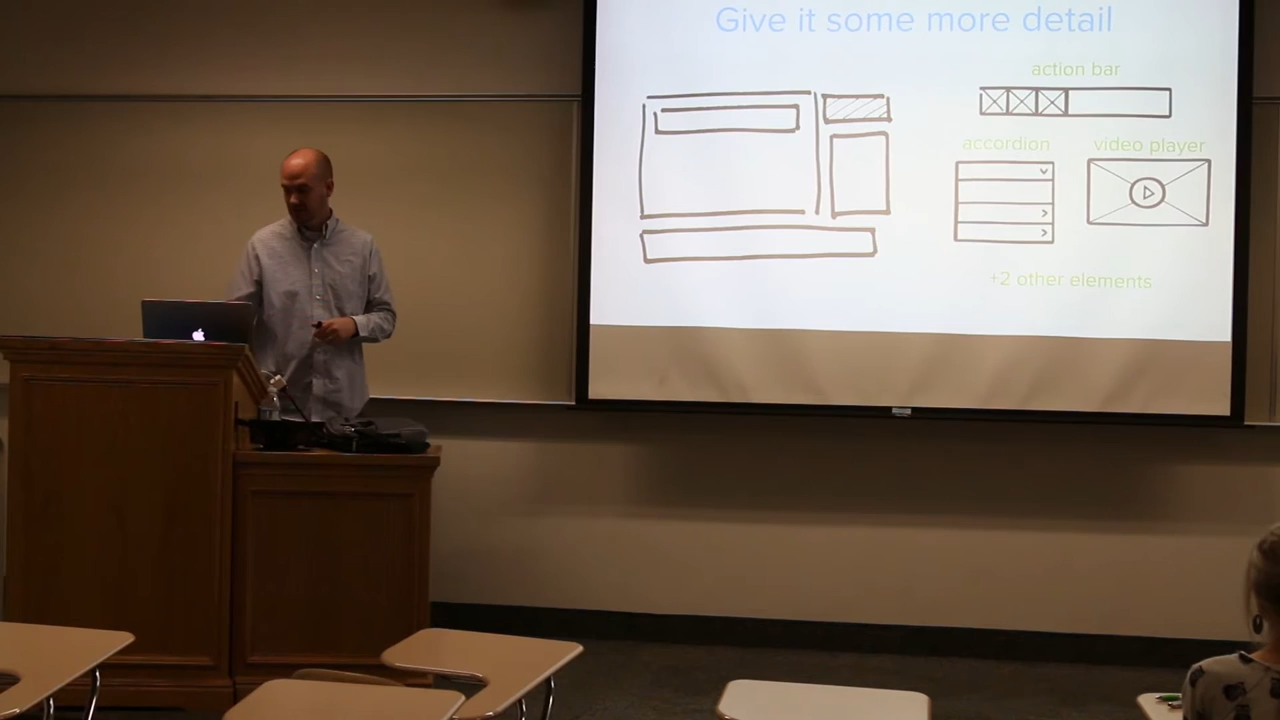 Give it some more detail
action bar
accordion
video player
+2 other elements